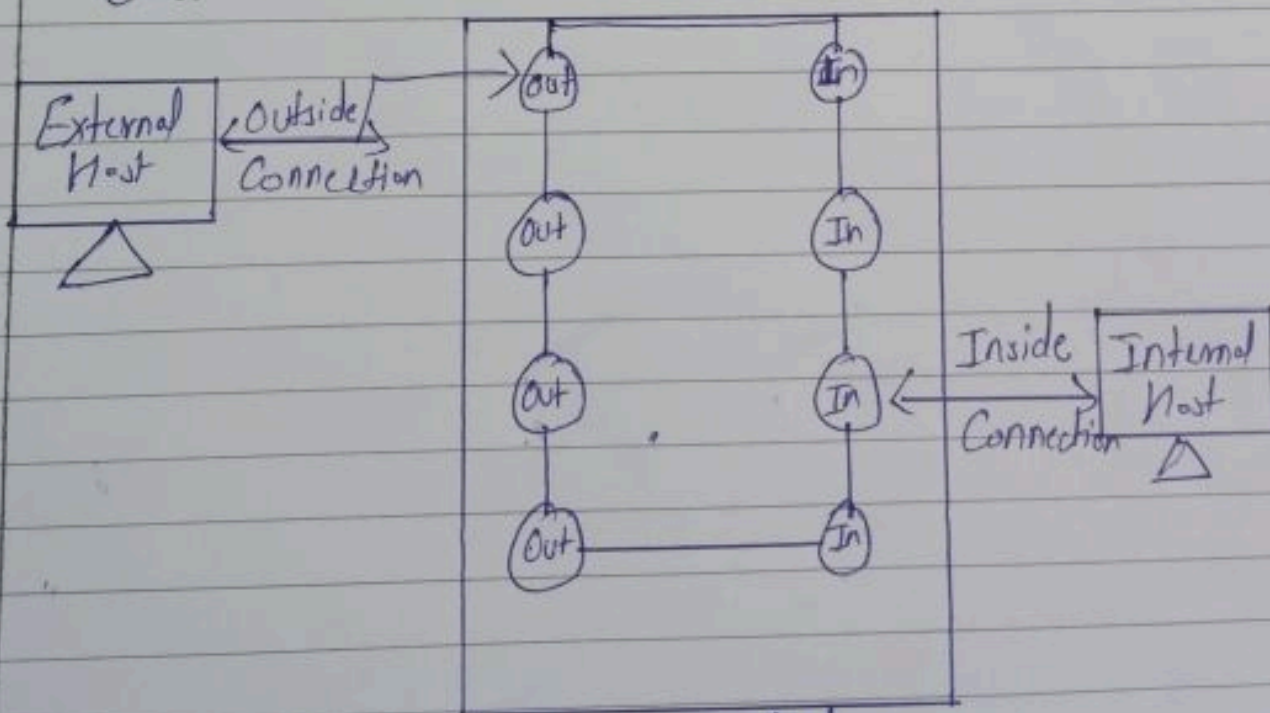 External
Host
Outside
Connection
Out
In
Out
In
Out
In
Out
In
Inside
Connection
Internal
Host